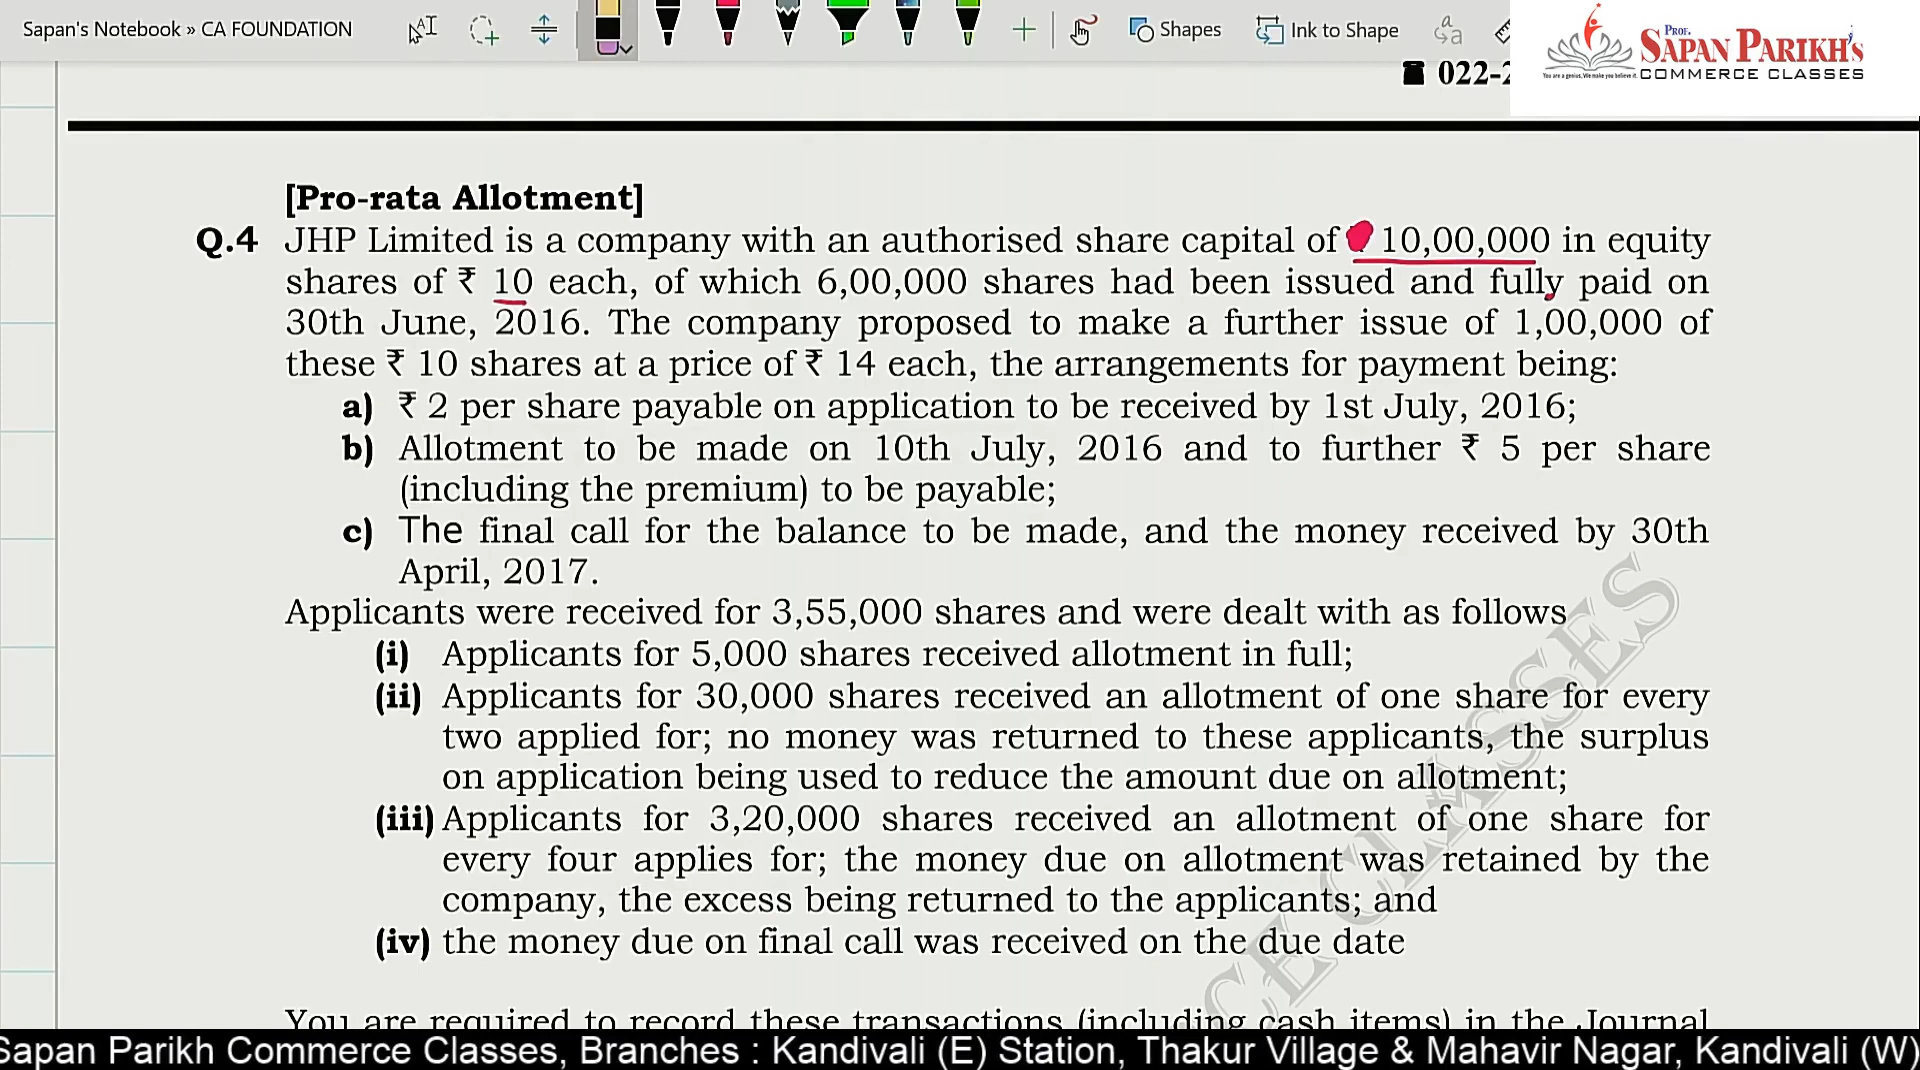 Sapan's Notebook » CA FOUNDATION
Shapes
Ink to Shape
PROF.
SAPAN PARIKH'S
You are a genius, We make you believe it.
COMMERCE CLASSES
022-2
[Pro-rata Allotment]
Q.4 JHP Limited is a company with an authorised share capital of 10,00,000 in equity
shares of ₹ 10 each, of which 6,00,000 shares had been issued and fully paid on
30th June, 2016. The company proposed to make a further issue of 1,00,000 of
these ₹ 10 shares at a price of ₹ 14 each, the arrangements for payment being:
a) ₹ 2 per share payable on application to be received by 1st July, 2016;
b) Allotment to be made on 10th July, 2016 and to further ₹ 5 per share
(including the premium) to be payable;
c) The final call for the balance to be made, and the money received by 30th
April, 2017.
Applicants were received for 3,55,000 shares and were dealt with as follows
(i) Applicants for 5,000 shares received allotment in full;
(ii) Applicants for 30,000 shares received an allotment of one share for every
two applied for; no money was returned to these applicants, the surplus
on application being used to reduce the amount due on allotment;
(iii) Applicants for 3,20,000 shares received an allotment of one share for
every four applies for; the money due on allotment was retained by the
company, the excess being returned to the applicants; and
(iv) the money due on final call was received on the due date
CE CLASSES
You are required to record these transactions (including cash items) in the Journal
Sapan Parikh Commerce Classes, Branches : Kandivali (E) Station, Thakur Village & Mahavir Nagar, Kandivali (W)